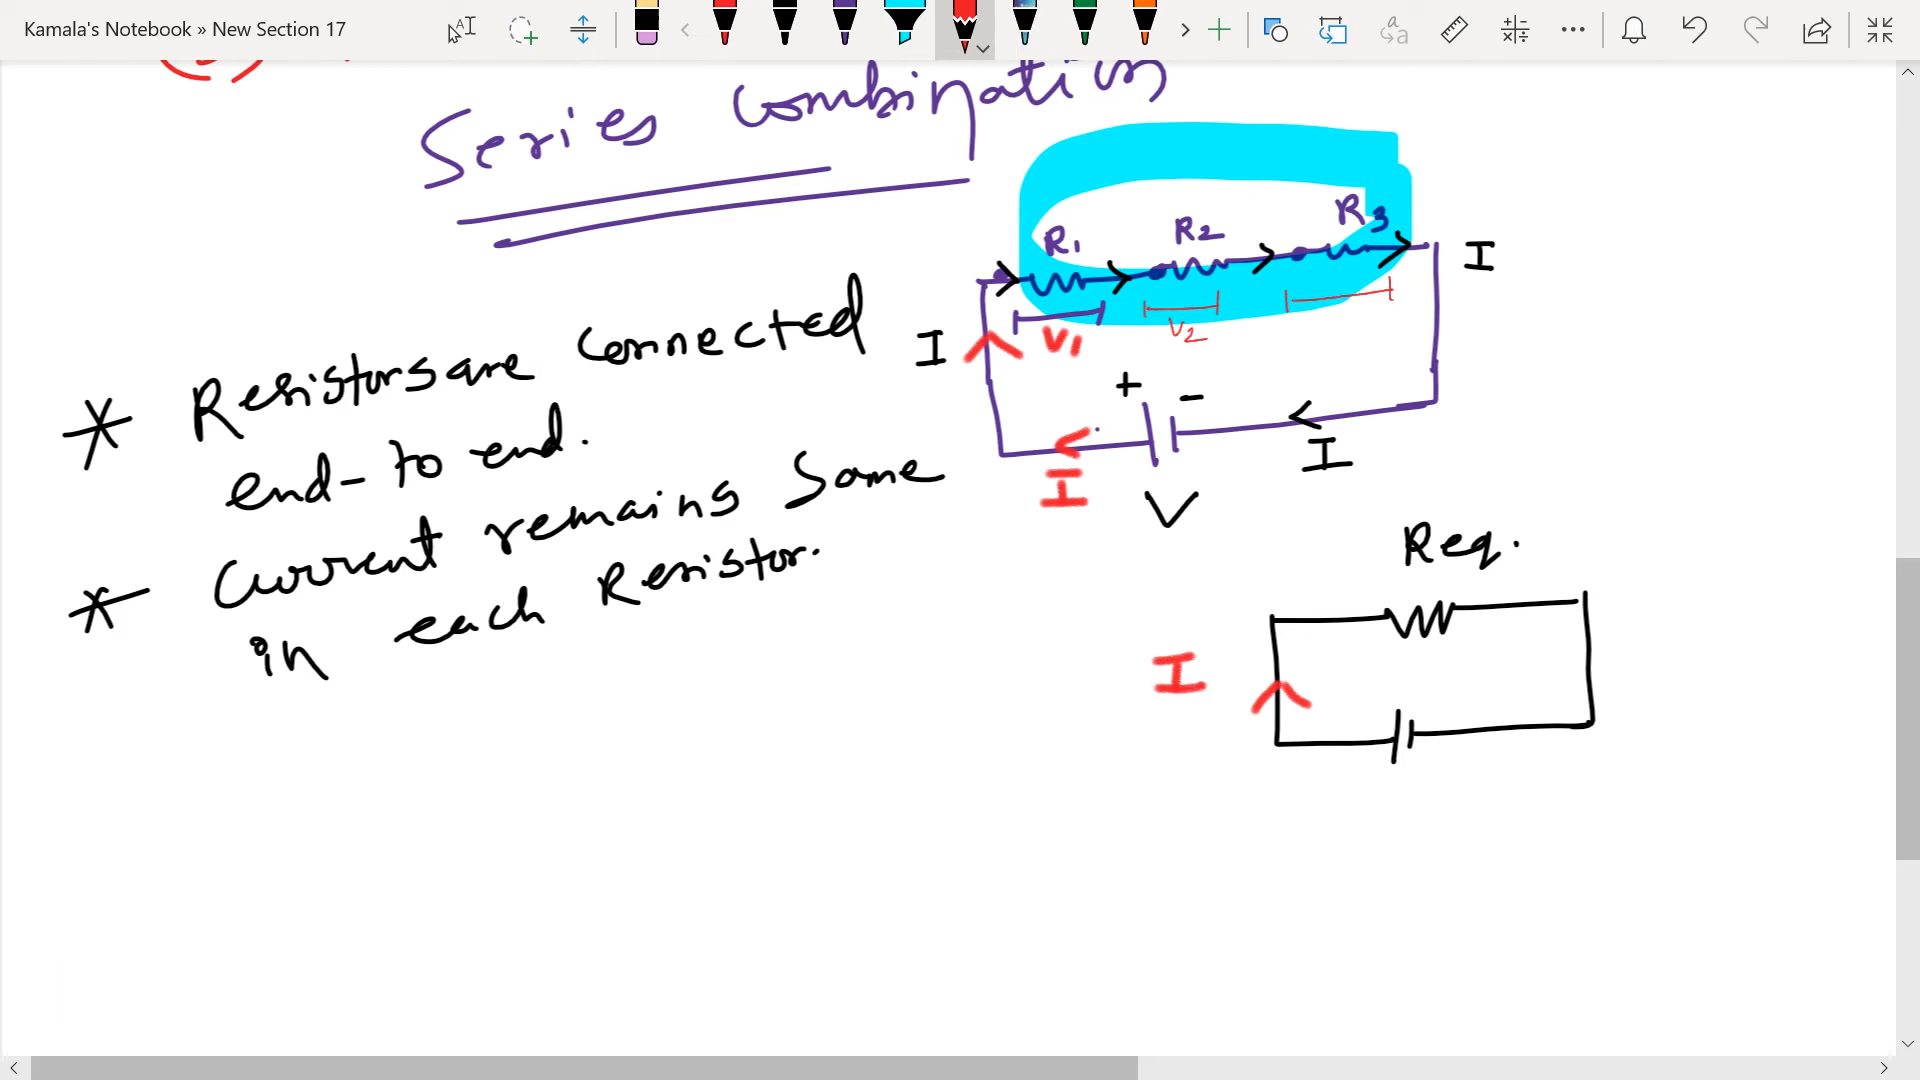 Kamala's Notebook » New Section 17
Series Combination
R1 R2 R3
I
I
V1
V2
+ -
I
I
V
* Resistors are connected
end-to end.
* Current remains Same
in each Resistor.
Req.
I